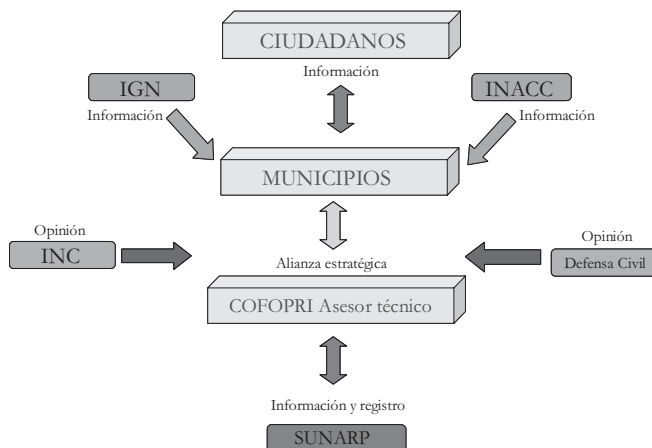 CIUDADANOS
Información
IGN
INACC
Información
Información
MUNICIPIOS
Opinión
INC
Opinión
Defensa Civil
Alianza estratégica
COFOPRI Asesor técnico
Información y registro
SUNARP